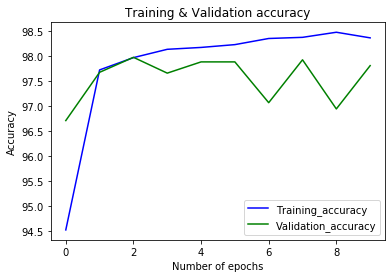 Training & Validation accuracy
98.5
98.0
97.5
97.0
96.5
96.0
95.5
95.0
94.5
Accuracy
0
2
4
6
8
Number of epochs
Training_accuracy
Validation_accuracy